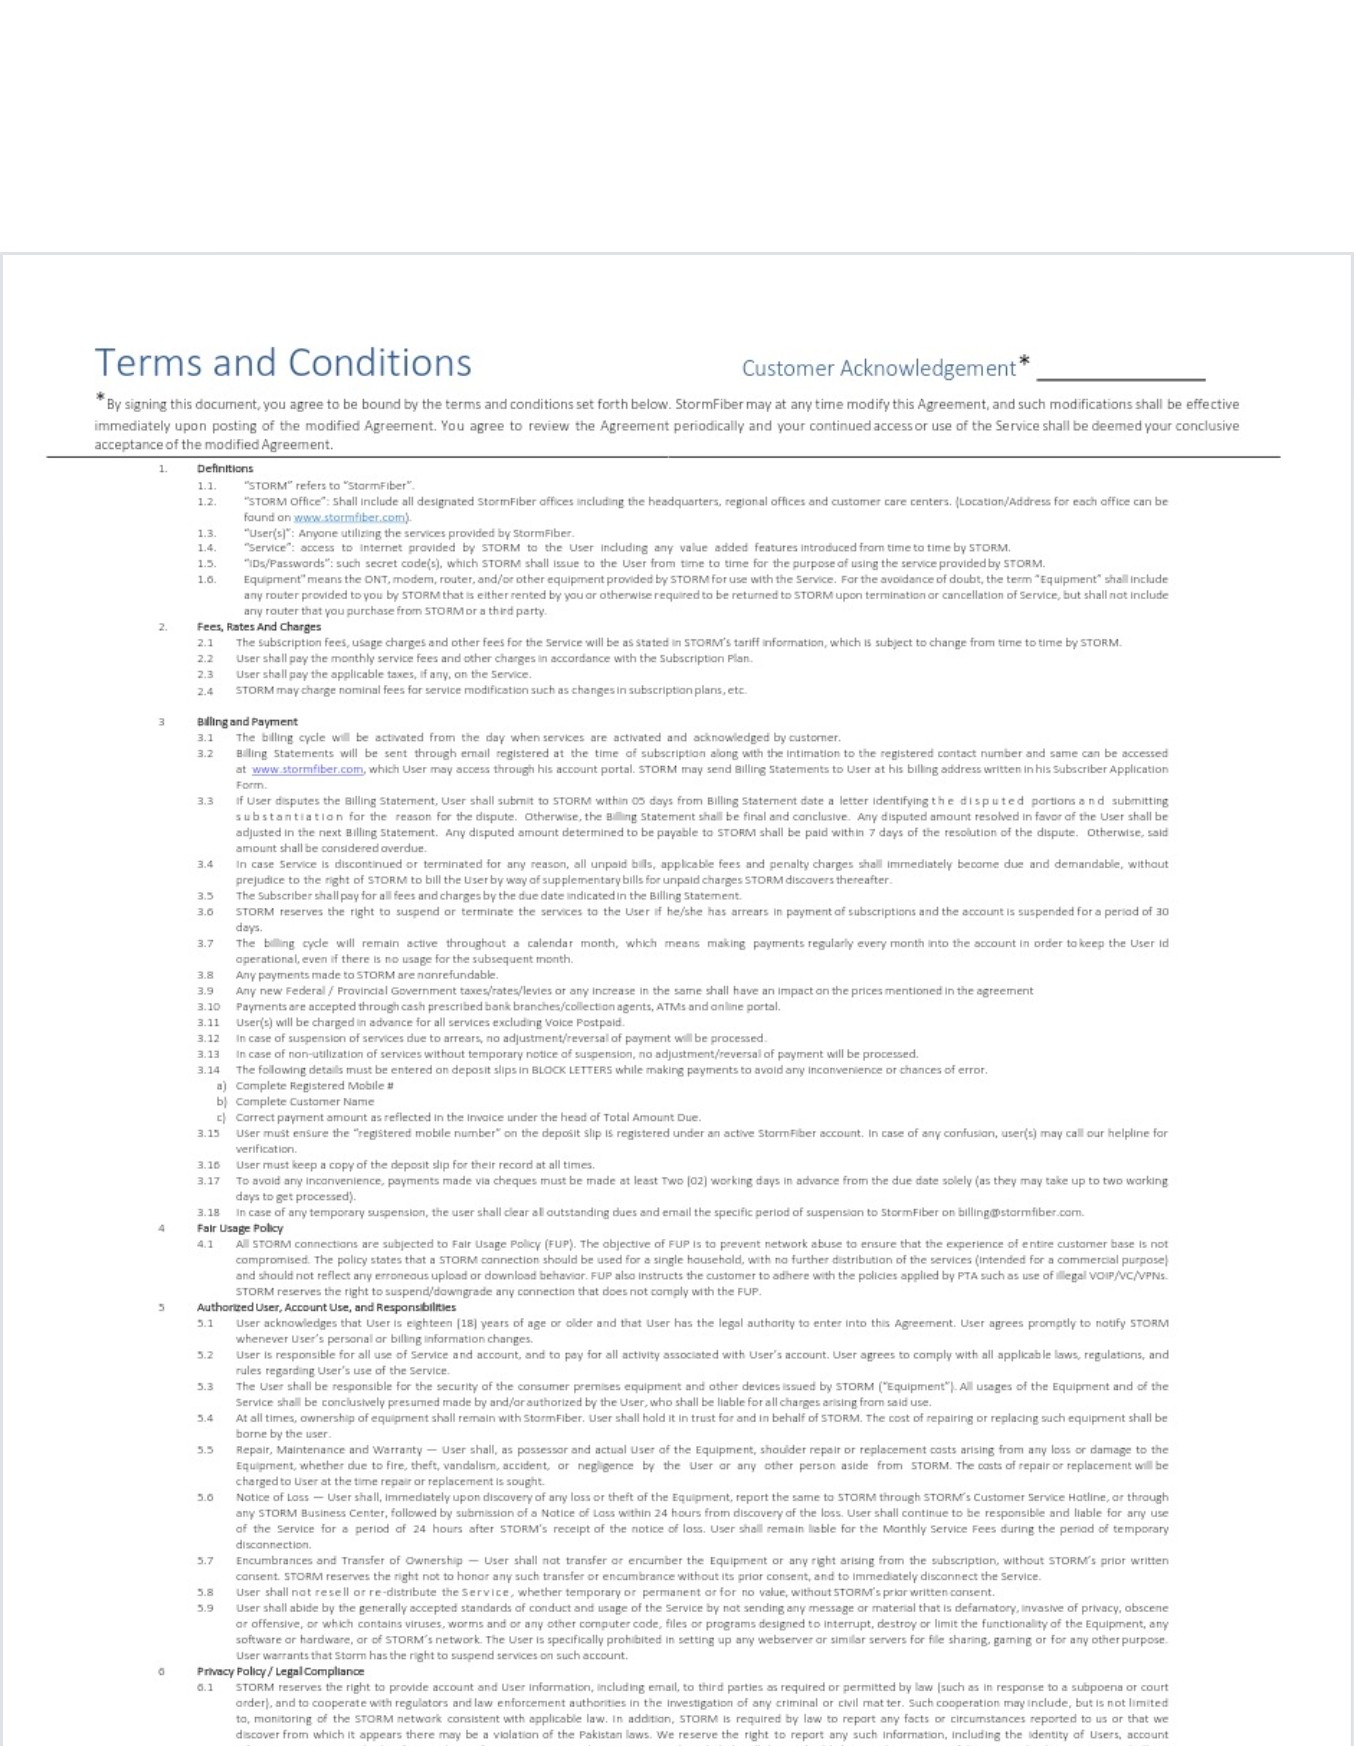 Terms and Conditions
Customer Acknowledgement* ____________
*By signing this document, you agree to be bound by the terms and conditions set forth below. StormFiber may at any time modify this Agreement, and such modifications shall be effective
immediately upon posting of the modified Agreement. You agree to review the Agreement periodically and your continued access or use of the Service shall be deemed your conclusive
acceptance of the modified Agreement.
1. Definitions
1.1. “STORM” refers to “StormFiber”.
1.2. “STORM Office”: Shall include all designated StormFiber offices including the headquarters, regional offices and customer care centers. (Location/Address for each office can be
found on www.stormfiber.com).
1.3. “User(s)”: Anyone utilizing the services provided by StormFiber.
1.4. “Service”: access to Internet provided by STORM to the User including any value added features introduced from time to time by STORM.
1.5. “IDs/Passwords”: such secret code(s), which STORM shall issue to the User from time to time for the purpose of using the service provided by STORM.
1.6. Equipment” means the ONT, modem, router, and/or other equipment provided by STORM for use with the Service. For the avoidance of doubt, the term “Equipment” shall include
any router provided to you by STORM that is either rented by you or otherwise required to be returned to STORM upon termination or cancellation of Service, but shall not include
any router that you purchase from STORM or a third party.
2. Fees, Rates And Charges
2.1 The subscription fees, usage charges and other fees for the Service will be as stated in STORM’s tariff information, which is subject to change from time to time by STORM.
2.2 User shall pay the monthly service fees and other charges in accordance with the Subscription Plan.
2.3 User shall pay the applicable taxes, if any, on the Service.
2.4 STORM may charge nominal fees for service modification such as changes in subscription plans, etc.
3 Billing and Payment
3.1 The billing cycle will be activated from the day when services are activated and acknowledged by customer.
3.2 Billing Statements will be sent through email registered at the time of subscription along with the intimation to the registered contact number and same can be accessed
at www.stormfiber.com, which User may access through his account portal. STORM may send Billing Statements to User at his billing address written in his Subscriber Application
Form.
3.3 If User disputes the Billing Statement, User shall submit to STORM within 05 days from Billing Statement date a letter identifying the disputed portions and submitting
substantiation for the reason for the dispute. Otherwise, the Billing Statement shall be final and conclusive. Any disputed amount resolved in favor of the User shall be
adjusted in the next Billing Statement. Any disputed amount determined to be payable to STORM shall be paid within 7 days of the resolution of the dispute. Otherwise, said
amount shall be considered overdue.
3.4 In case Service is discontinued or terminated for any reason, all unpaid bills, applicable fees and penalty charges shall immediately become due and demandable, without
prejudice to the right of STORM to bill the User by way of supplementary bills for unpaid charges STORM discovers thereafter.
3.5 The Subscriber shall pay for all fees and charges by the due date indicated in the Billing Statement.
3.6 STORM reserves the right to suspend or terminate the services to the User if he/she has arrears in payment of subscriptions and the account is suspended for a period of 30
days.
3.7 The billing cycle will remain active throughout a calendar month, which means making payments regularly every month into the account in order to keep the User id
operational, even if there is no usage for the subsequent month.
3.8 Any payments made to STORM are nonrefundable.
3.9 Any new Federal / Provincial Government taxes/rates/levies or any increase in the same shall have an impact on the prices mentioned in the agreement
3.10 Payments are accepted through cash prescribed bank branches/collection agents, ATMs and online portal.
3.11 User(s) will be charged in advance for all services excluding Voice Postpaid.
3.12 In case of suspension of services due to arrears, no adjustment/reversal of payment will be processed.
3.13 In case of non-utilization of services without temporary notice of suspension, no adjustment/reversal of payment will be processed.
3.14 The following details must be entered on deposit slips in BLOCK LETTERS while making payments to avoid any inconvenience or chances of error.
a) Complete Registered Mobile #
b) Complete Customer Name
c) Correct payment amount as reflected in the invoice under the head of Total Amount Due.
3.15 User must ensure the “registered mobile number” on the deposit slip is registered under an active StormFiber account. In case of any confusion, user(s) may call our helpline for
verification.
3.16 User must keep a copy of the deposit slip for their record at all times.
3.17 To avoid any inconvenience, payments made via cheques must be made at least Two (02) working days in advance from the due date solely (as they may take up to two working
days to get processed).
3.18 In case of any temporary suspension, the user shall clear all outstanding dues and email the specific period of suspension to StormFiber on billing@stormfiber.com.
4 Fair Usage Policy
4.1 All STORM connections are subjected to Fair Usage Policy (FUP). The objective of FUP is to prevent network abuse to ensure that the experience of entire customer base is not
compromised. The policy states that a STORM connection should be used for a single household, with no further distribution of the services (intended for a commercial purpose)
and should not reflect any erroneous upload or download behavior. FUP also instructs the customer to adhere with the policies applied by PTA such as use of illegal VOIP/VC/VPNs.
STORM reserves the right to suspend/downgrade any connection that does not comply with the FUP.
5 Authorized User, Account Use, and Responsibilities
5.1 User acknowledges that User is eighteen (18) years of age or older and that User has the legal authority to enter into this Agreement. User agrees promptly to notify STORM
whenever User’s personal or billing information changes.
5.2 User is responsible for all use of Service and account, and to pay for all activity associated with User’s account. User agrees to comply with all applicable laws, regulations, and
rules regarding User’s use of the Service.
5.3 The User shall be responsible for the security of the consumer premises equipment and other devices issued by STORM (“Equipment”). All usages of the Equipment and of the
Service shall be conclusively presumed made by and/or authorized by the User, who shall be liable for all charges arising from said use.
5.4 At all times, ownership of equipment shall remain with StormFiber. User shall hold it in trust for and in behalf of STORM. The cost of repairing or replacing such equipment shall be
borne by the user.
5.5 Repair, Maintenance and Warranty — User shall, as possessor and actual User of the Equipment, shoulder repair or replacement costs arising from any loss or damage to the
Equipment, whether due to fire, theft, vandalism, accident, or negligence by the User or any other person aside from STORM. The costs of repair or replacement will be
charged to User at the time repair or replacement is sought.
5.6 Notice of Loss — User shall, immediately upon discovery of any loss or theft of the Equipment, report the same to STORM through STORM’s Customer Service Hotline, or through
any STORM Business Center, followed by submission of a Notice of Loss within 24 hours from discovery of the loss. User shall continue to be responsible and liable for any use
of the Service for a period of 24 hours after STORM’s receipt of the notice of loss. User shall remain liable for the Monthly Service Fees during the period of temporary
disconnection.
5.7 Encumbrances and Transfer of Ownership — User shall not transfer or encumber the Equipment or any right arising from the subscription, without STORM’s prior written
consent. STORM reserves the right not to honor any such transfer or encumbrance without its prior consent, and to immediately disconnect the Service.
5.8 User shall not resell or re-distribute the Service, whether temporary or permanent or for no value, without STORM’s prior written consent.
5.9 User shall abide by the generally accepted standards of conduct and usage of the Service by not sending any message or material that is defamatory, invasive of privacy, obscene
or offensive, or which contains viruses, worms and or any other computer code, files or programs designed to interrupt, destroy or limit the functionality of the Equipment, any
software or hardware, or of STORM’s network. The User is specifically prohibited in setting up any webserver or similar servers for file sharing, gaming or for any other purpose.
User warrants that Storm has the right to suspend services on such account.
6 Privacy Policy / Legal Compliance
6.1 STORM reserves the right to provide account and User information, including email, to third parties as required or permitted by law (such as in response to a subpoena or court
order), and to cooperate with regulators and law enforcement authorities in the investigation of any criminal or civil matter. Such cooperation may include, but is not limited
to, monitoring of the STORM network consistent with applicable law. In addition, STORM is required by law to report any facts or circumstances reported to us or that we
discover from which it appears there may be a violation of the Pakistan laws. We reserve the right to report any such information, including the identity of Users, account